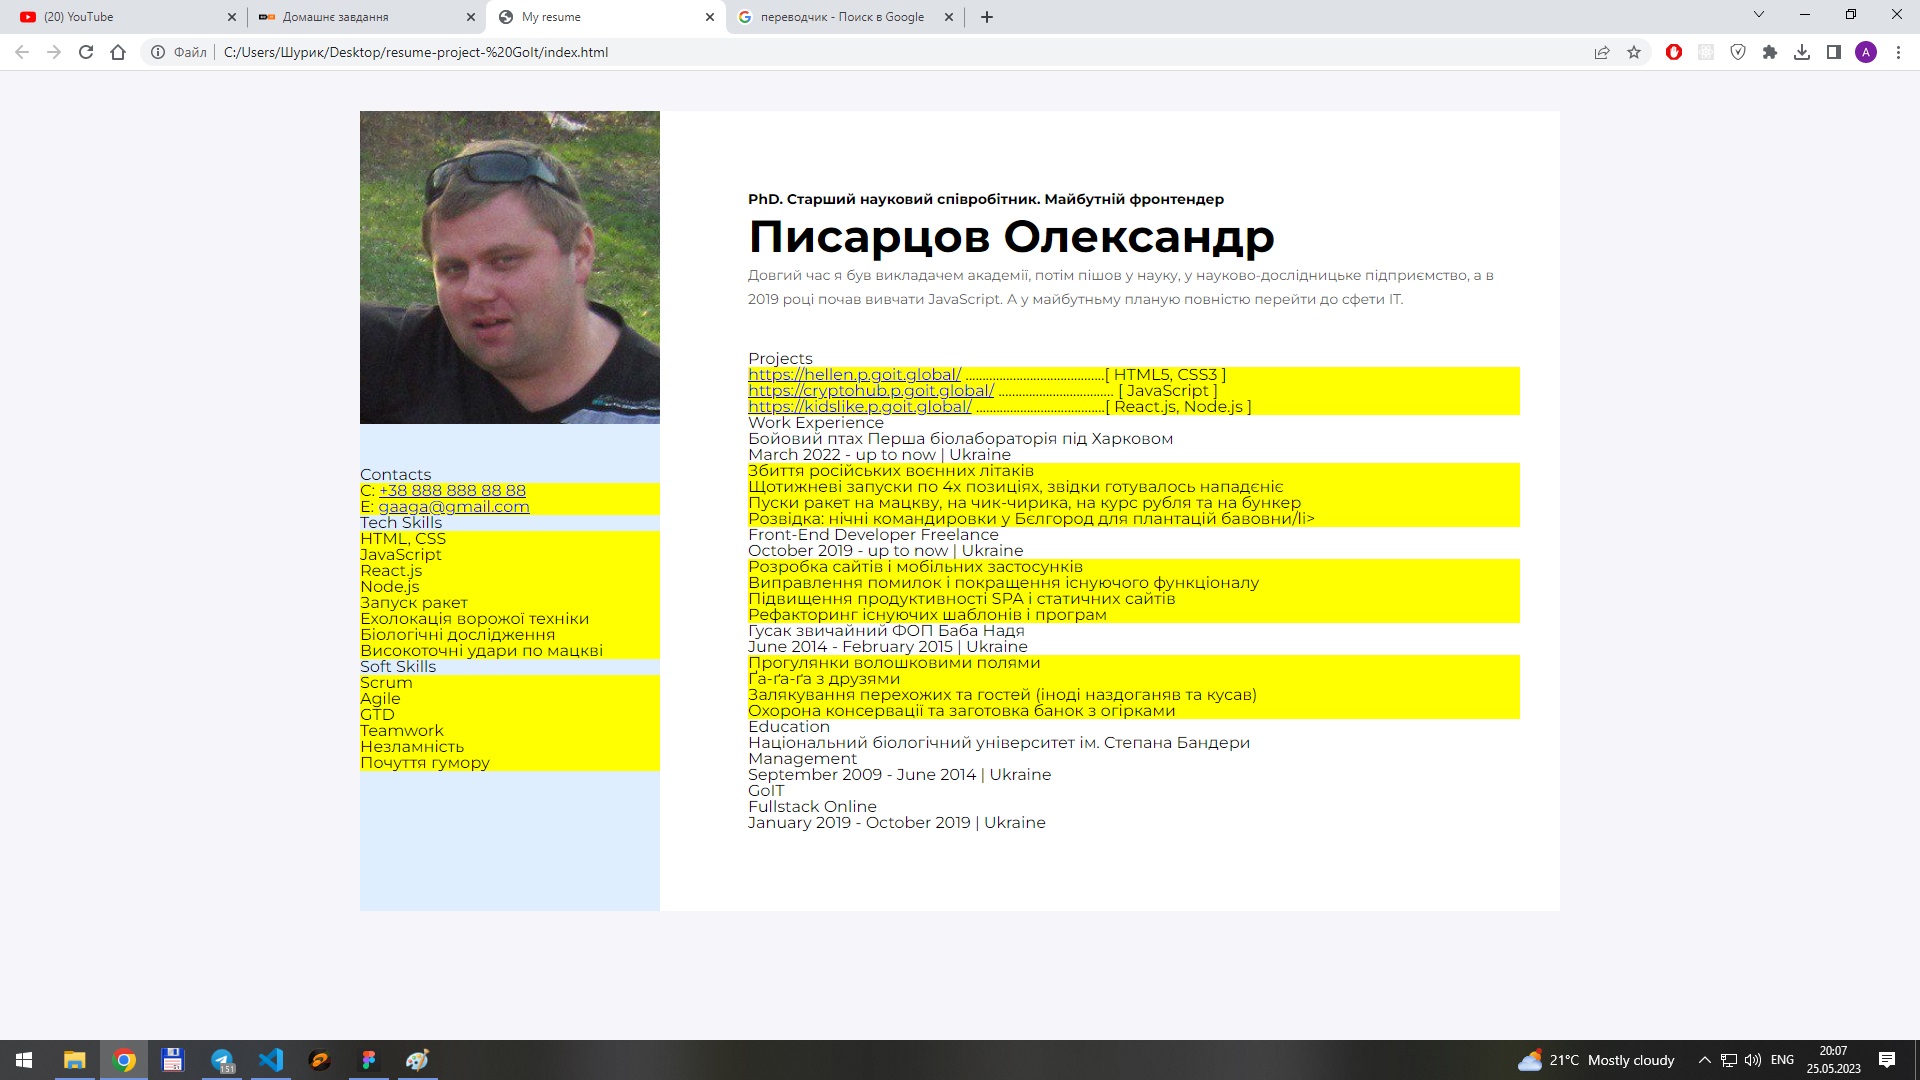 (20) YouTube
Домашнє завдання
My resume
переводчик - Поиск в Google
Файл
C:/Users/Шурик/Desktop/resume-project-%20GoIt/index.html
A
PhD. Старший науковий співробітник. Майбутній фронтендер
Писарцов Олександр
Довгий час я був викладачем академії, потім пішов у науку, у науково-дослідницьке підприємство, а в
2019 році почав вивчати JavaScript. А у майбутньому планую повністю перейти до сфети ІТ.
Contacts
C: +38 888 888 88 88
E: gaaga@gmail.com
Tech Skills
HTML, CSS
JavaScript
React.js
Node.js
Запуск ракет
Ехолокація ворожої техніки
Біологічні дослідження
Високоточні удари по мацкві
Soft Skills
Scrum
Agile
GTD
Teamwork
Незламність
Почуття гумору
Projects
https://hellen.p.goit.global/ .........................................[ HTML5, CSS3 ]
https://cryptohub.p.goit.global/ .................................. [ JavaScript ]
https://kidslike.p.goit.global/ ......................................[ React.js, Node.js ]
Work Experience
Бойовий птах Перша біолабораторія під Харковом
March 2022 - up to now | Ukraine
Збиття російських воєнних літаків
Щотижневі запуски по 4х позиціях, звідки готувалось нападєніє
Пуски ракет на мацкву, на чик-чирика, на курс рубля та на бункер
Розвідка: нічні командировки у Бєлгород для плантацій бавовни/li>
Front-End Developer Freelance
October 2019 - up to now | Ukraine
Розробка сайтів і мобільних застосунків
Виправлення помилок і покращення існуючого функціоналу
Підвищення продуктивності SPA і статичних сайтів
Рефакторинг існуючих шаблонів і програм
Гусак звичайний ФОП Баба Надя
June 2014 - February 2015 | Ukraine
Прогулянки волошковими полями
Ґа-ґа-ґа з друзями
Залякування перехожих та гостей (іноді наздоганяв та кусав)
Охорона консервації та заготовка банок з огірками
Education
Національний біологічний університет ім. Степана Бандери
Management
September 2009 - June 2014 | Ukraine
GoIT
Fullstack Online
January 2019 - October 2019 | Ukraine
151
21°C Mostly cloudy
ENG
20:07
25.05.2023